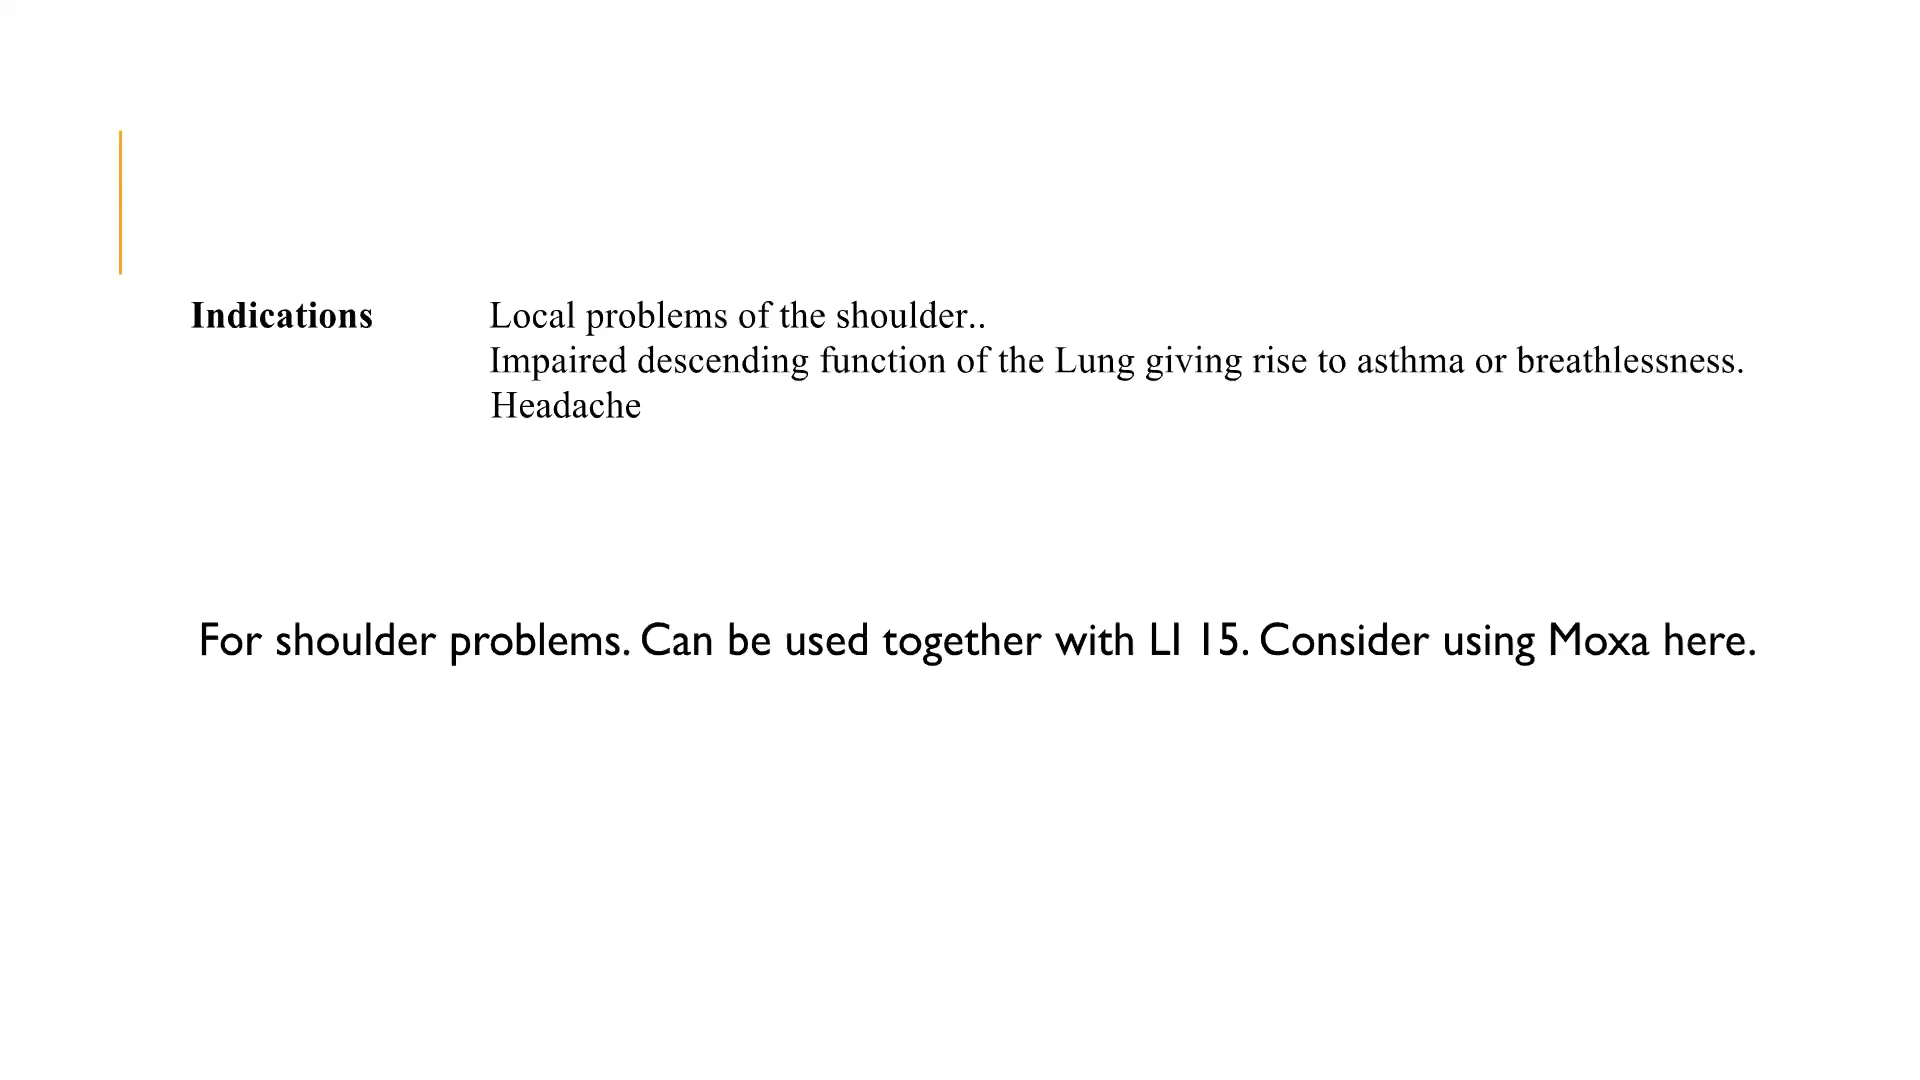 Indications Local problems of the shoulder..
Impaired descending function of the Lung giving rise to asthma or breathlessness.
Headache
For shoulder problems. Can be used together with LI 15. Consider using Moxa here.